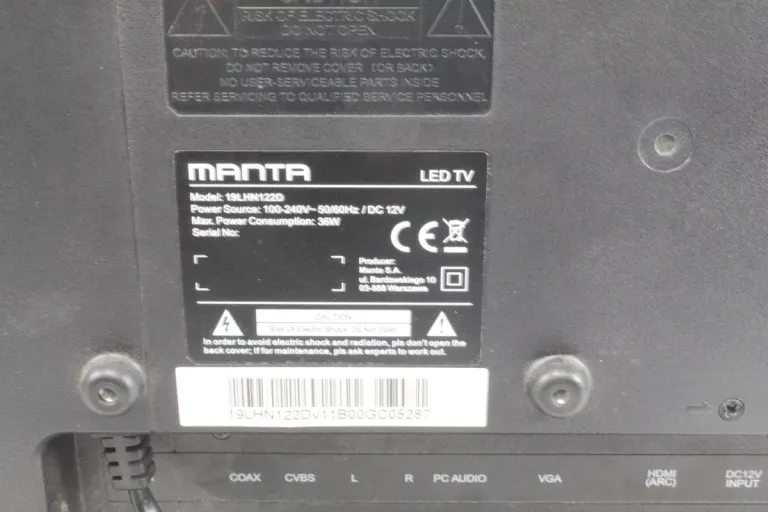 RISK OF ELECTRIC SHOCK
DO NOT OPEN
CAUTION: TO REDUCE THE RISK OF ELECTRIC SHOCK,
DO NOT REMOVE COVER (OR BACK)
NO USER-SERVICEABLE PARTS INSIDE
REFER SERVICING TO QUALIFIED SERVICE PERSONNEL
MANTA LED TV
Model: 19LHN122D
Power Source: 100-240V~ 50/60Hz / DC 12V
Max. Power Consumption: 36W
Serial No:
CE
Producer:
Manta S.A.
ul. Bardowskiego 10
03-888 Warszawa
CAUTION
Risk Of Electric Shock Do Not Cover
In order to avoid electric shock and radiation, pls don't open the
back cover; if for maintenance, pls ask experts to work out.
19LHN122DV11B00GC05267
COAX CVBS L R PC AUDIO VGA HDMI (ARC) DC12V INPUT